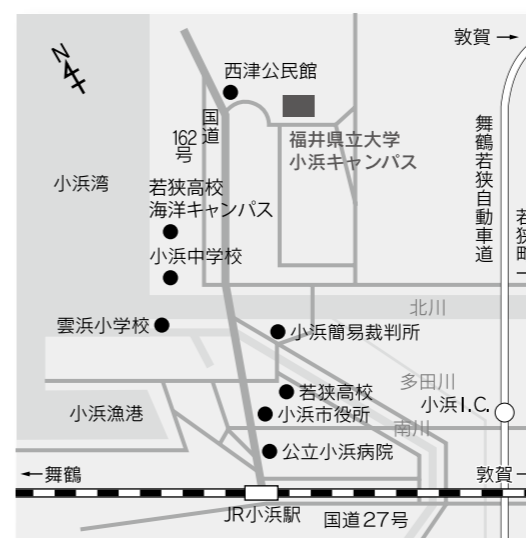 敦賀→
N
西津公民館
国道
162号
福井県立大学
小浜キャンパス
舞鶴若狭自動車道
若狭町
小浜湾
若狭高校
海洋キャンパス
小浜中学校
北川
雲浜小学校
小浜簡易裁判所
多田川
若狭高校
小浜I.C.
小浜漁港
小浜市役所
南川
公立小浜病院
←舞鶴
敦賀
JR小浜駅
国道27号